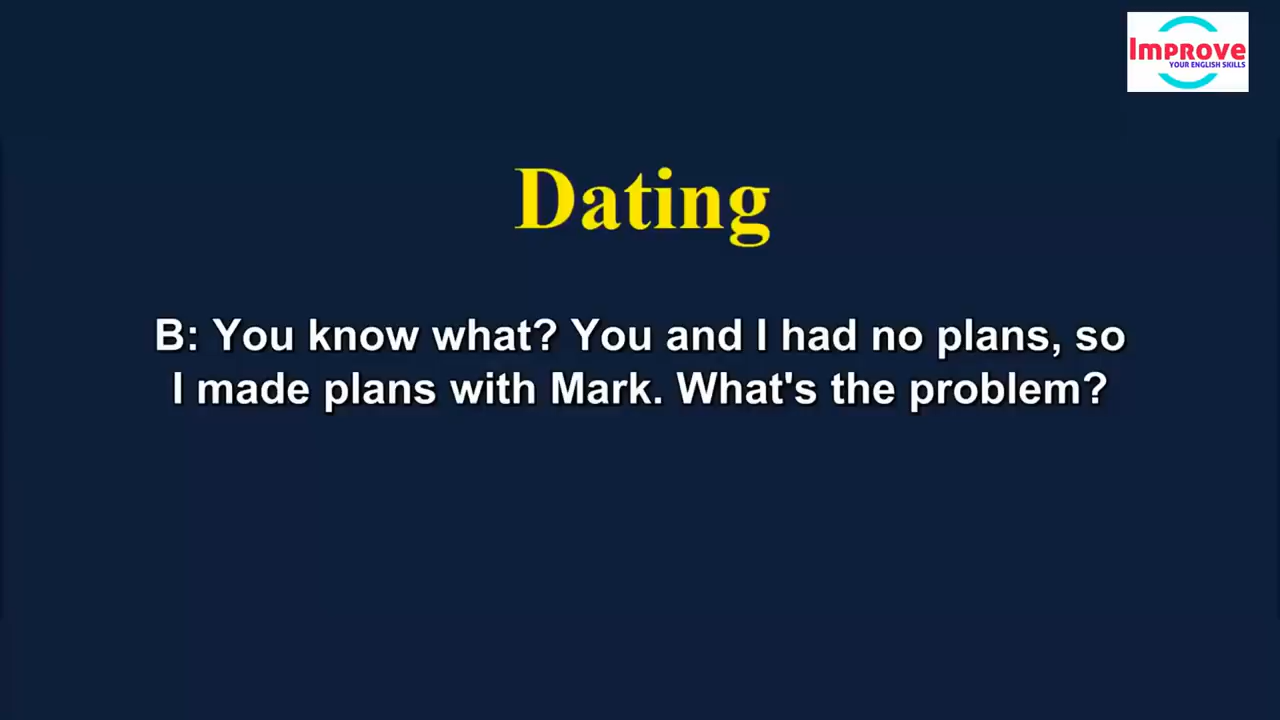 Improve
YOUR ENGLISH SKILLS
Dating
B: You know what? You and I had no plans, so
I made plans with Mark. What's the problem?